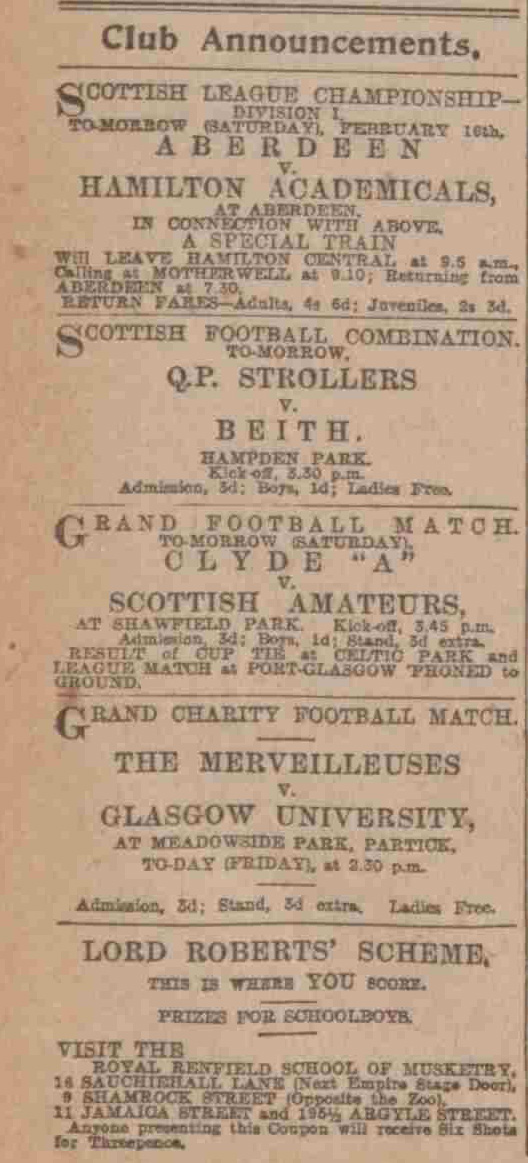 Club Announcements.
SCOTTISH LEAGUE CHAMPIONSHIP—
DIVISION I.
TO-MORROW (SATURDAY), FEBRUARY 16th,
ABERDEEN
v.
HAMILTON ACADEMICALS,
AT ABERDEEN.
IN CONNECTION WITH ABOVE,
A SPECIAL TRAIN
Will LEAVE HAMILTON CENTRAL at 9.5 a.m.,
Calling at MOTHERWELL at 9.10; Returning from
ABERDEEN at 7.30.
RETURN FARES—Adults, 4s 6d; Juveniles, 2s 3d.
SCOTTISH FOOTBALL COMBINATION.
TO-MORROW,
Q.P. STROLLERS
v.
BEITH.
HAMPDEN PARK.
Kick-off, 3.30 p.m.
Admission, 3d; Boys, 1d; Ladies Free.
GRAND FOOTBALL MATCH.
TO-MORROW (SATURDAY),
CLYDE "A"
v.
SCOTTISH AMATEURS,
AT SHAWFIELD PARK. Kick-off, 3.45 p.m.
Admission, 3d; Boys, 1d; Stand, 3d extra.
RESULT of CUP TIE at CELTIC PARK and
LEAGUE MATCH at PORT-GLASGOW 'PHONED to
GROUND.
GRAND CHARITY FOOTBALL MATCH.
THE MERVEILLEUSES
v.
GLASGOW UNIVERSITY,
AT MEADOWSIDE PARK, PARTICK,
TO-DAY (FRIDAY), at 2.30 p.m.
Admission, 3d; Stand, 3d extra. Ladies Free.
LORD ROBERTS' SCHEME.
THIS IS WHERE YOU SCORE.
PRIZES FOR SCHOOLBOYS.
VISIT THE
ROYAL RENFIELD SCHOOL OF MUSKETRY,
16 SAUCHIEHALL LANE (Next Empire Stage Door),
9 SHAMROCK STREET (Opposite the Zoo),
11 JAMAICA STREET and 195½ ARGYLE STREET.
Anyone presenting this Coupon will receive Six Shots
for Threepence.